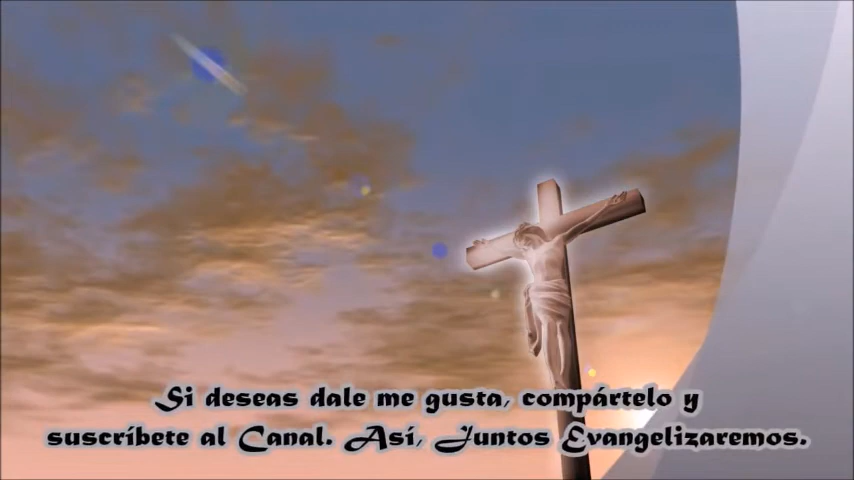 Si deseas dale me gusta, compártelo y
suscríbete al Canal. Así, Juntos Evangelizaremos.